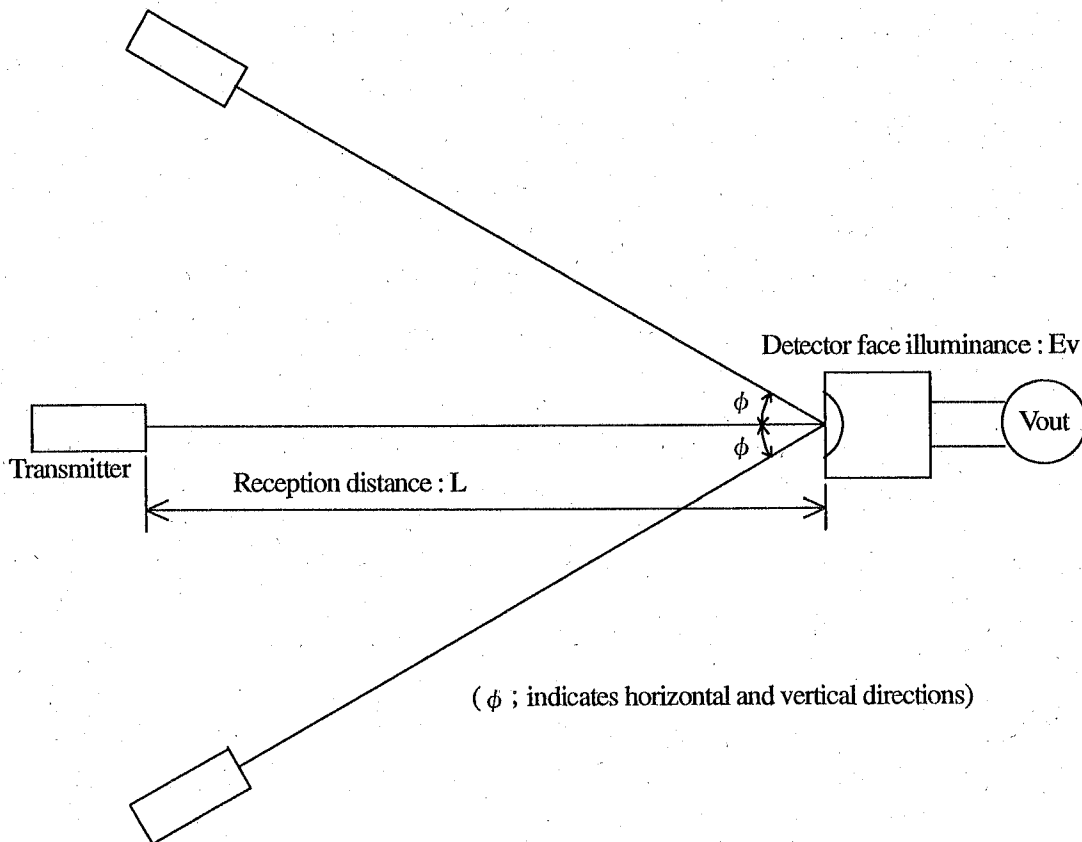 Detector face illuminance : Ev
ϕ
ϕ
Vout
Transmitter
Reception distance : L
( ϕ ; indicates horizontal and vertical directions)